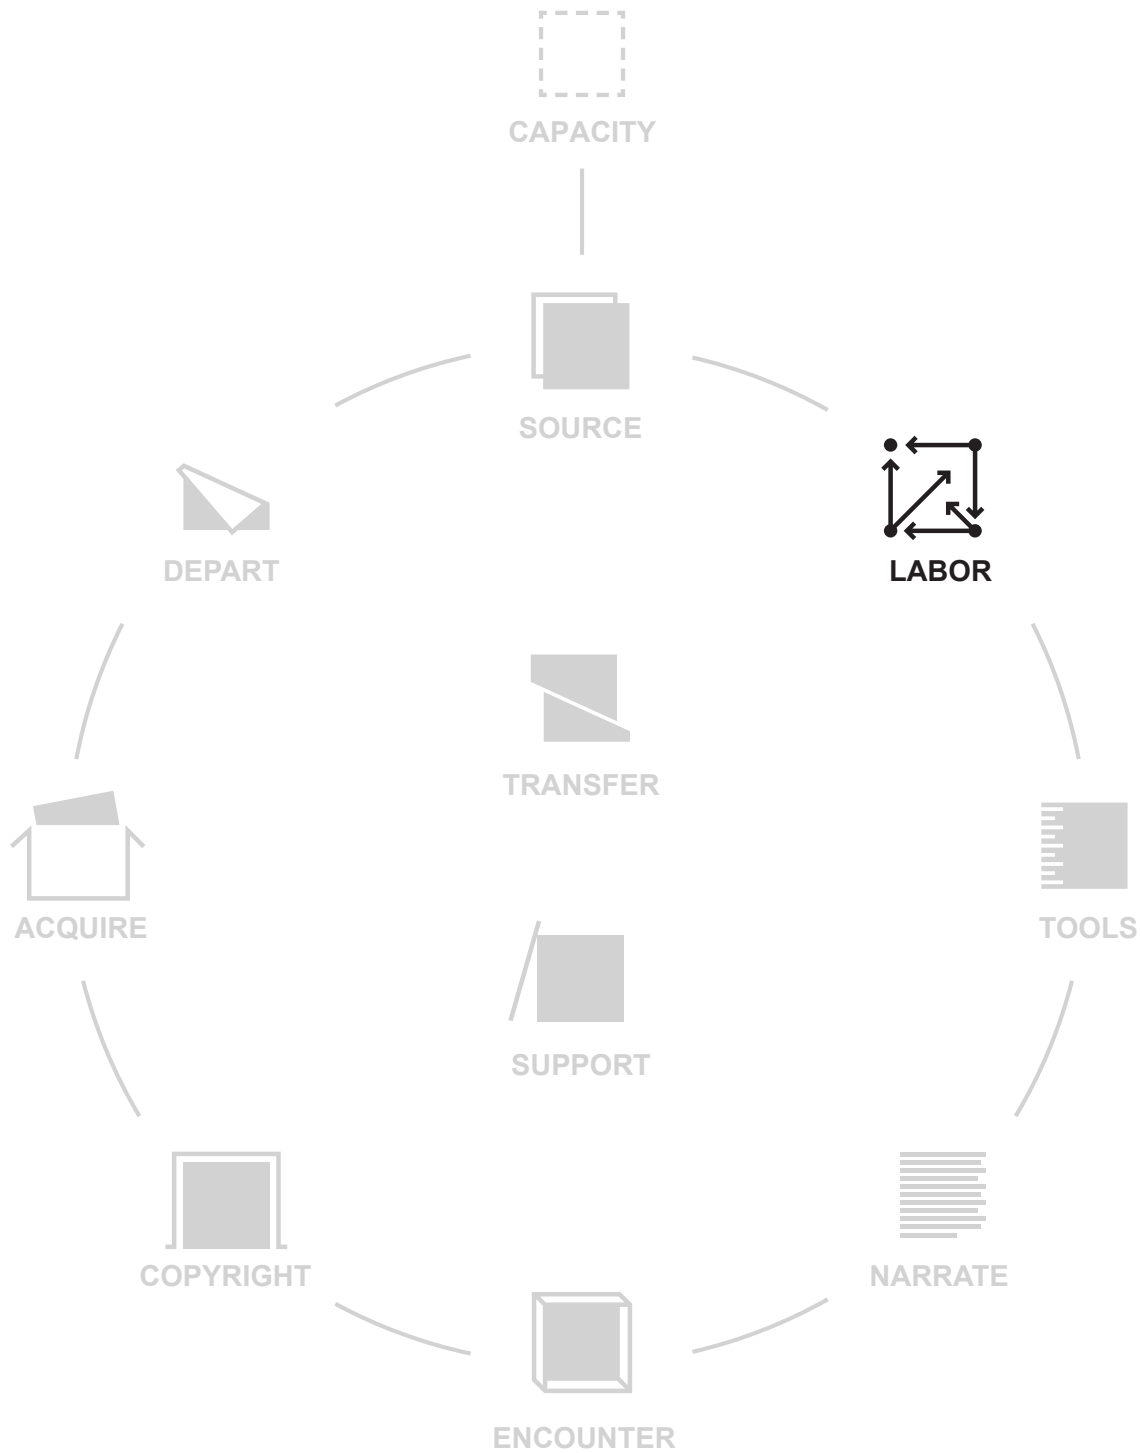 CAPACITY
SOURCE
LABOR
DEPART
TRANSFER
TOOLS
ACQUIRE
SUPPORT
NARRATE
COPYRIGHT
ENCOUNTER